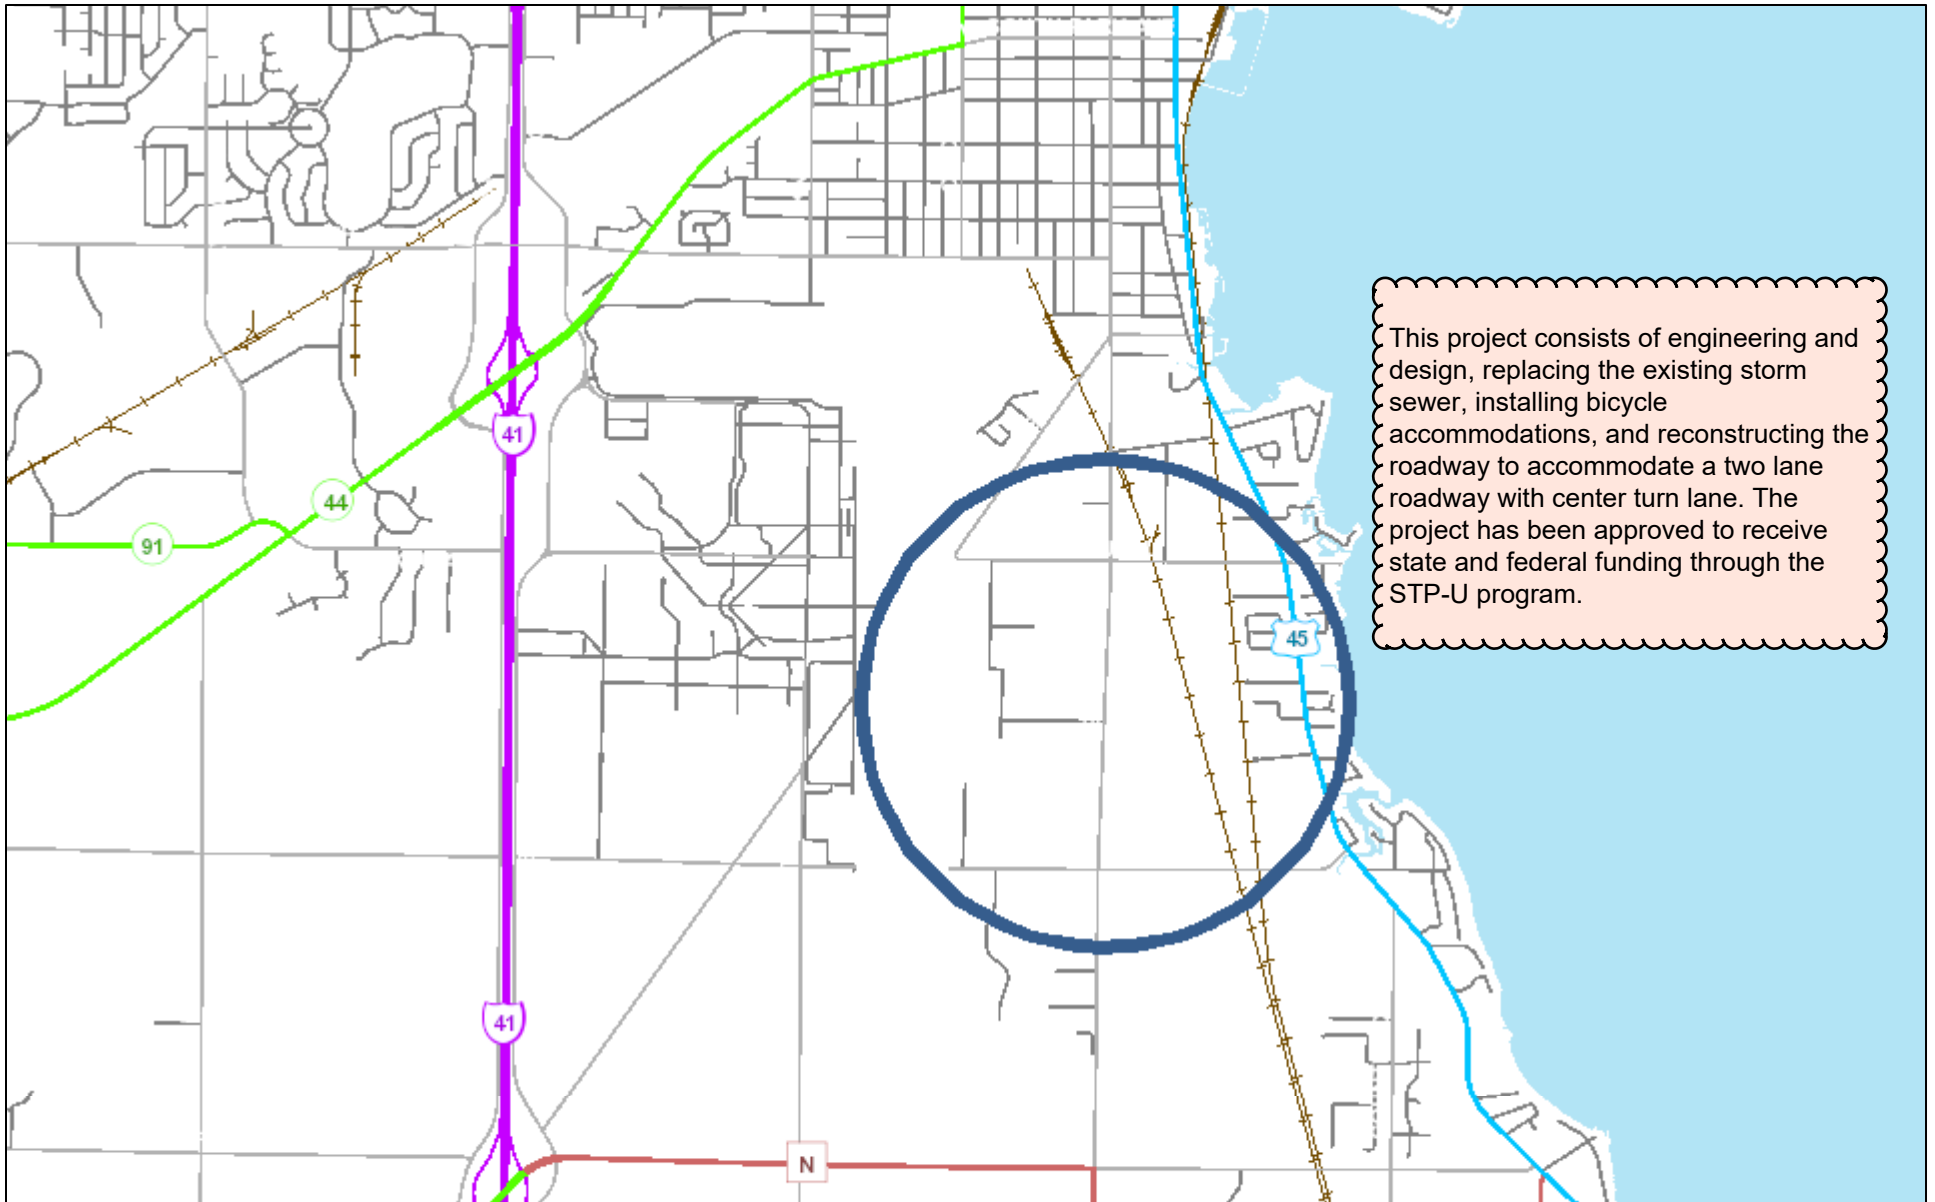 41
44
91
This project consists of engineering and
design, replacing the existing storm
sewer, installing bicycle
accommodations, and reconstructing the
roadway to accommodate a two lane
roadway with center turn lane. The
project has been approved to receive
state and federal funding through the
STP-U program.
45
41
N